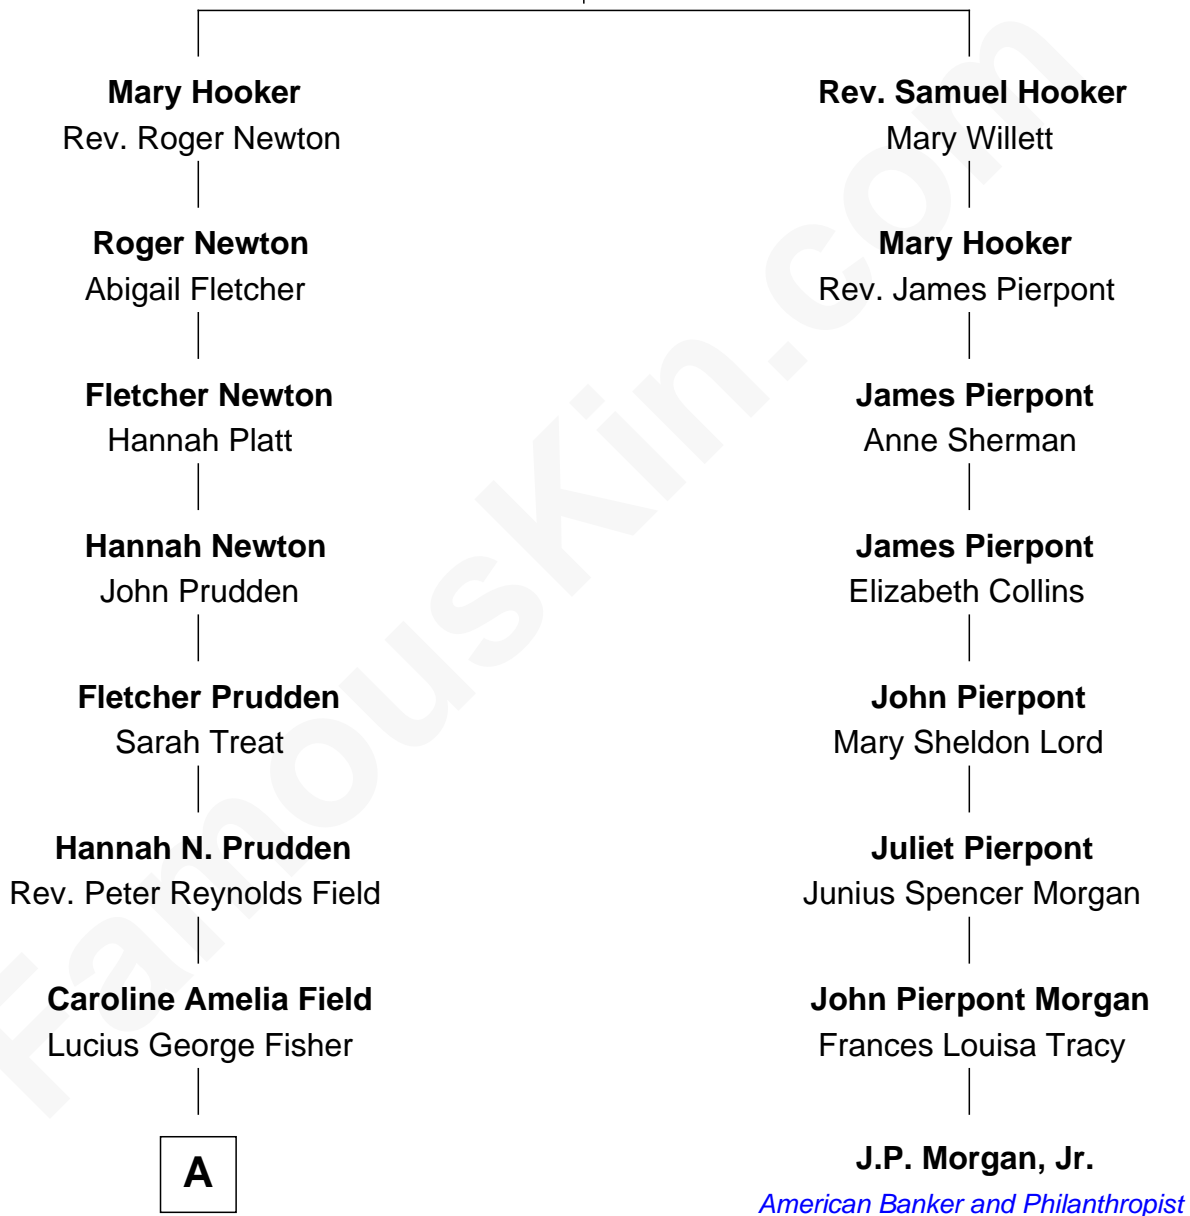 Mary Hooker
Rev. Roger Newton
Roger Newton
Abigail Fletcher
Fletcher Newton
Hannah Platt
Hannah Newton
John Prudden
Fletcher Prudden
Sarah Treat
Hannah N. Prudden
Rev. Peter Reynolds Field
Caroline Amelia Field
Lucius George Fisher
A
Rev. Samuel Hooker
Mary Willett
Mary Hooker
Rev. James Pierpont
James Pierpont
Anne Sherman
James Pierpont
Elizabeth Collins
John Pierpont
Mary Sheldon Lord
Juliet Pierpont
Junius Spencer Morgan
John Pierpont Morgan
Frances Louisa Tracy
J.P. Morgan, Jr.
American Banker and Philanthropist
FamousKin.com